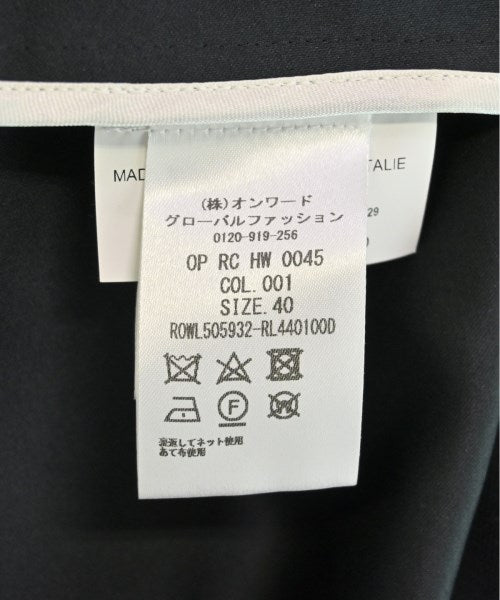 MAD
TALIE
29
(株)オンワード
グローバルファッション
0120-919-256
OP RC HW 0045
COL.001
SIZE.40
ROWL505932-RL440100D
F
W
裏返してネット使用
あて布使用